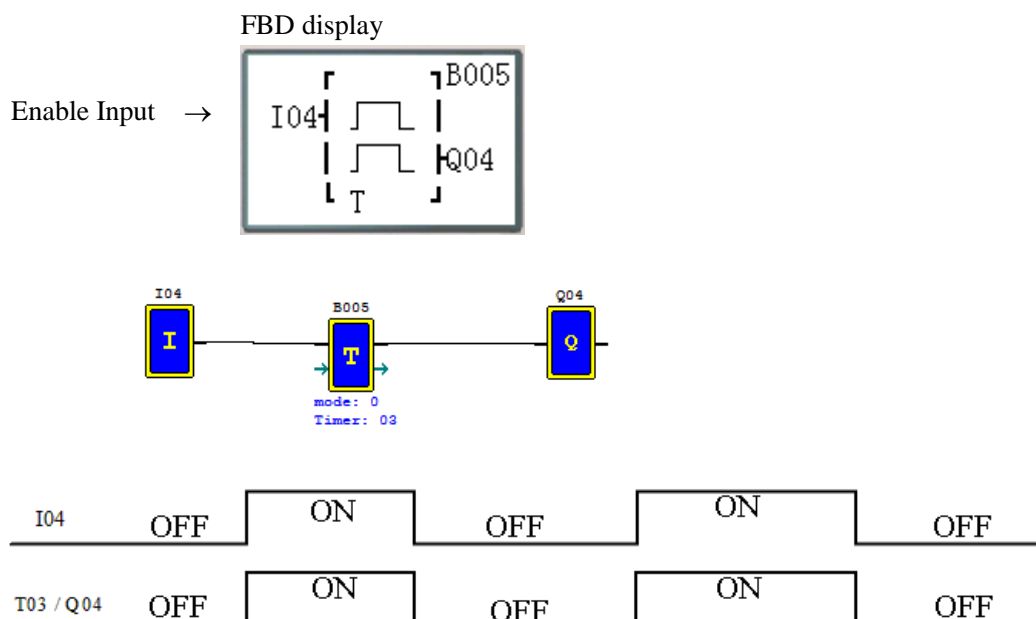 FBD display
B005
Enable Input → I04
Q04
T
I04
B005
Q04
I
T
Q
mode: 0
Timer: 03
I04 OFF ON OFF ON OFF
T03 / Q04 OFF ON OFF ON OFF